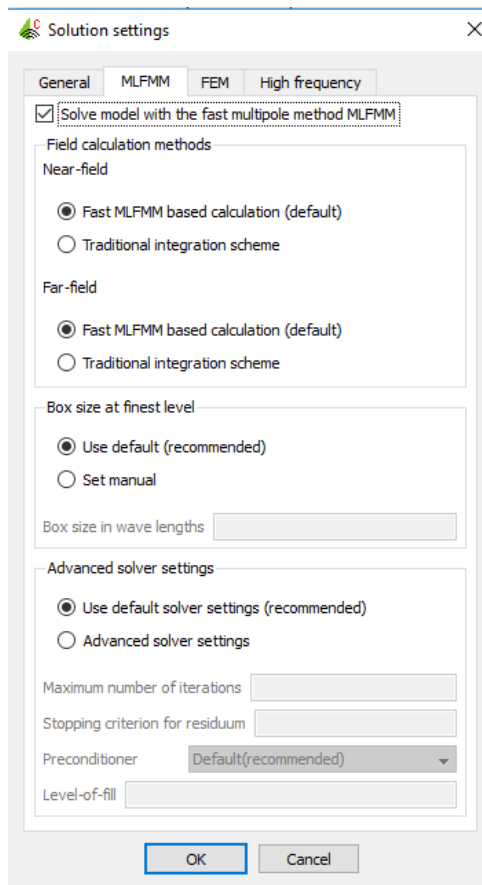 Solution settings
General MLFMM FEM High frequency
Solve model with the fast multipole method MLFMM
Field calculation methods
Near-field
Fast MLFMM based calculation (default)
Traditional integration scheme
Far-field
Fast MLFMM based calculation (default)
Traditional integration scheme
Box size at finest level
Use default (recommended)
Set manual
Box size in wave lengths
Advanced solver settings
Use default solver settings (recommended)
Advanced solver settings
Maximum number of iterations
Stopping criterion for residuum
Preconditioner Default(recommended)
Level-of-fill
OK Cancel